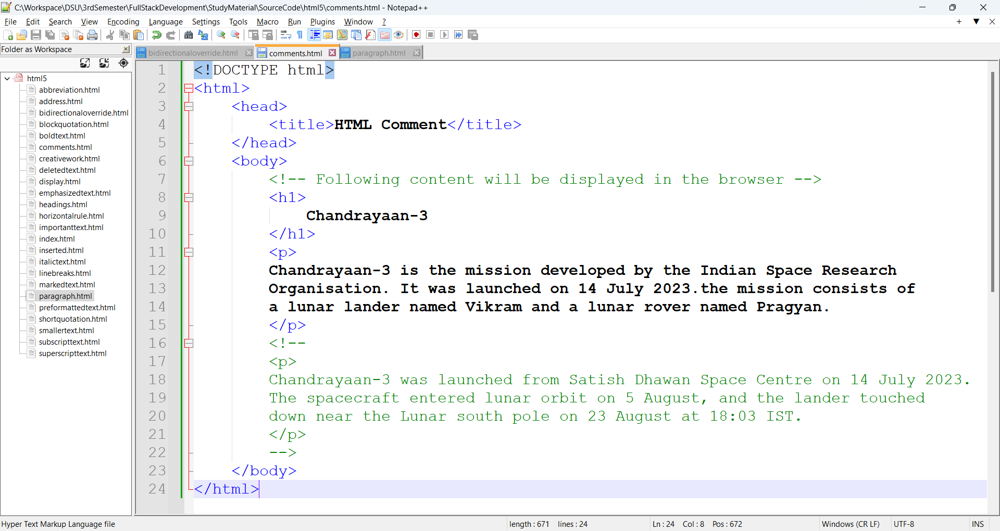 C:\Workspace\DSU\3rdSemester\FullStackDevelopment\StudyMaterial\SourceCode\html5\comments.html - Notepad++
File Edit Search View Encoding Language Settings Tools Macro Run Plugins Window ?
Folder as Workspace
bidirectionaloverride.html comments.html paragraph.html
html5
abbreviation.html
address.html
bidirectionaloverride.html
blockquotation.html
boldtext.html
comments.html
creativework.html
deletedtext.html
display.html
emphasizedtext.html
headings.html
horizontalrule.html
importanttext.html
index.html
inserted.html
italictext.html
linebreaks.html
markedtext.html
paragraph.html
preformattedtext.html
shortquotation.html
smallertext.html
subscripttext.html
superscripttext.html
1 <!DOCTYPE html>
2 <html>
3 <head>
4 <title>HTML Comment</title>
5 </head>
6 <body>
7 <!-- Following content will be displayed in the browser -->
8 <h1>
9 Chandrayaan-3
10 </h1>
11 <p>
12 Chandrayaan-3 is the mission developed by the Indian Space Research
13 Organisation. It was launched on 14 July 2023.the mission consists of
14 a lunar lander named Vikram and a lunar rover named Pragyan.
15 </p>
16 <!--
17 <p>
18 Chandrayaan-3 was launched from Satish Dhawan Space Centre on 14 July 2023.
19 The spacecraft entered lunar orbit on 5 August, and the lander touched
20 down near the Lunar south pole on 23 August at 18:03 IST.
21 </p>
22 -->
23 </body>
24 </html>
Hyper Text Markup Language file length : 671 lines : 24 Ln : 24 Col : 8 Pos : 672 Windows (CR LF) UTF-8 INS